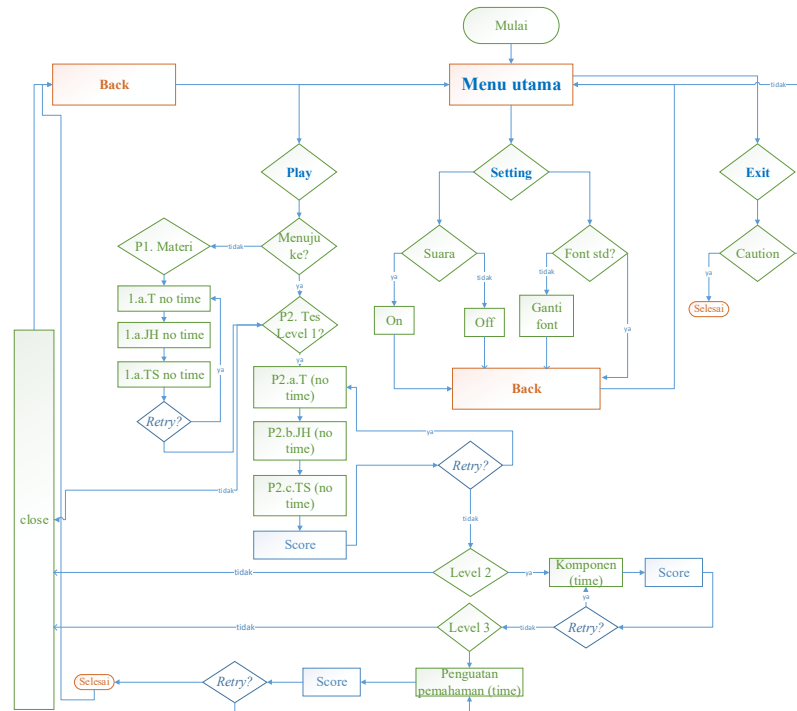 Mulai
Back
Menu utama
tidak
Play
Setting
Exit
P1. Materi
tidak
Menuju
ke?
Suara
Font std?
Caution
ya
ya
tidak
tidak
ya
ya
1.a.T no time
On
Off
Ganti
font
Selesai
1.a.JH no time
P2. Tes
Level 1?
1.a.TS no time
ya
ya
P2.a.T (no
time)
Back
Retry?
P2.b.JH (no
time)
ya
Retry?
P2.c.TS (no
time)
tidak
close
tidak
Score
tidak
Level 2
ya
Komponen
(time)
Score
ya
tidak
Level 3
tidak
Retry?
Selesai
Retry?
Score
Penguatan
pemahaman (time)